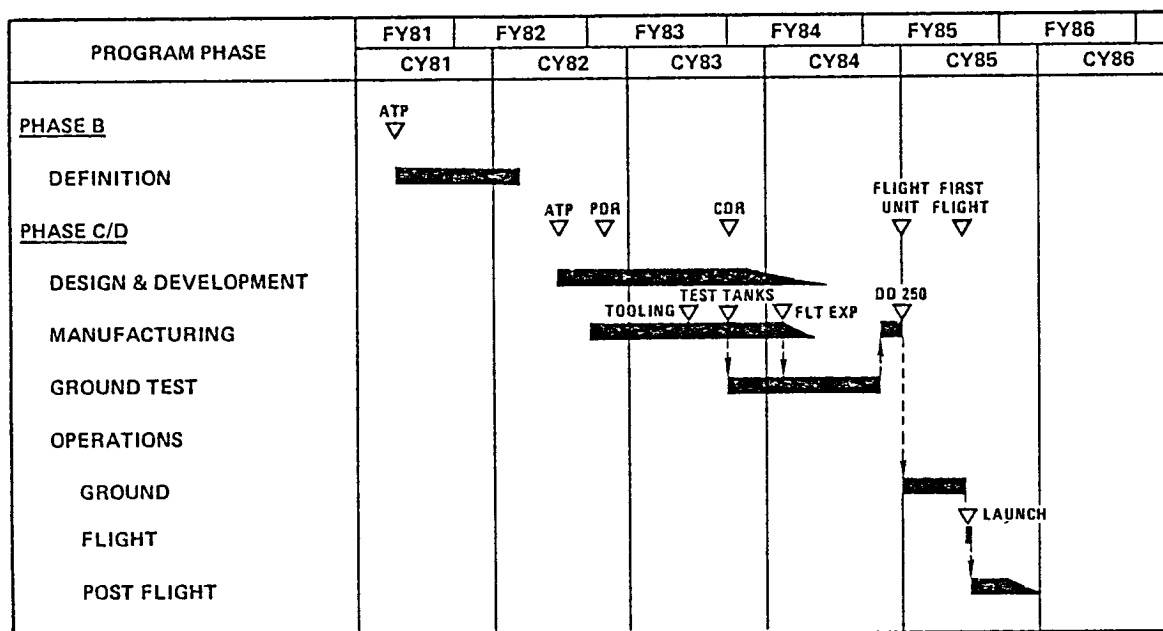 PROGRAM PHASE
FY81 FY82 FY83 FY84 FY85 FY86
CY81 CY82 CY83 CY84 CY85 CY86
ATP
PHASE B
DEFINITION
FLIGHT FIRST
ATP PDR CDR UNIT FLIGHT
PHASE C/D
DESIGN & DEVELOPMENT
TEST TANKS DD 250
TOOLING FLT EXP
MANUFACTURING
GROUND TEST
OPERATIONS
GROUND
LAUNCH
FLIGHT
POST FLIGHT